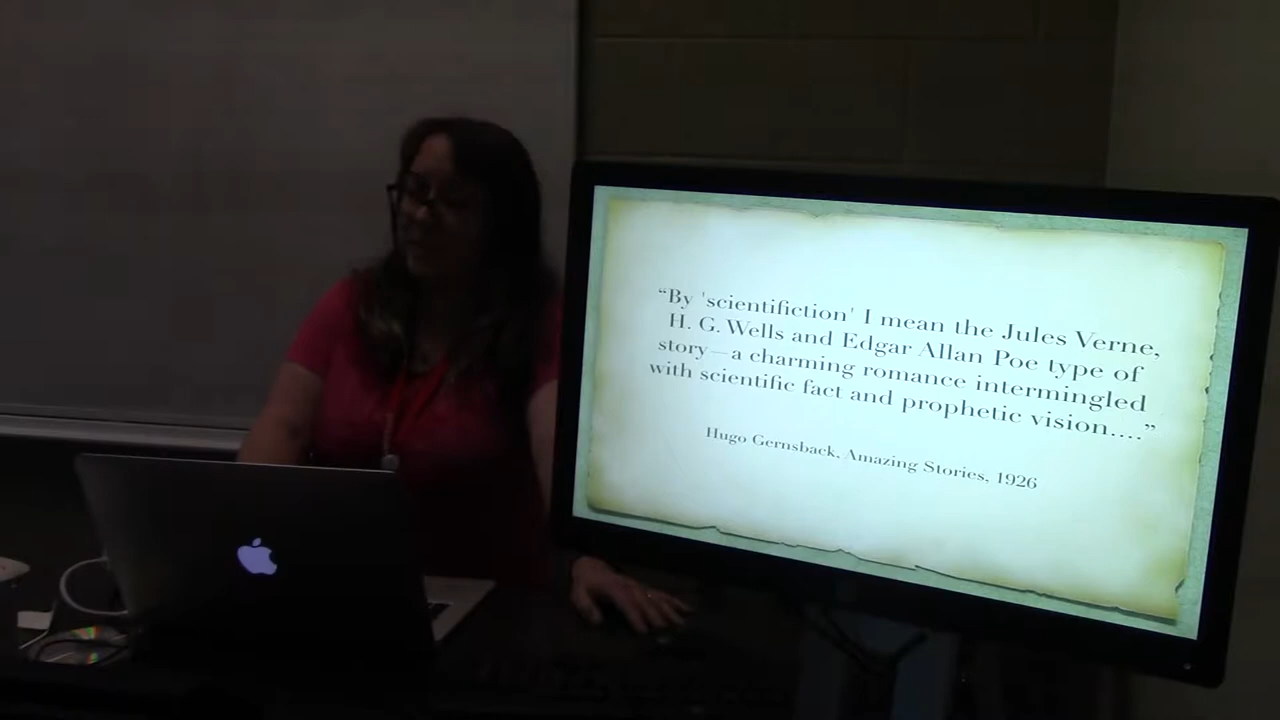 “By 'scientifiction' I mean the Jules Verne,
H. G. Wells and Edgar Allan Poe type of
story—a charming romance intermingled
with scientific fact and prophetic vision....”
Hugo Gernsback, Amazing Stories, 1926